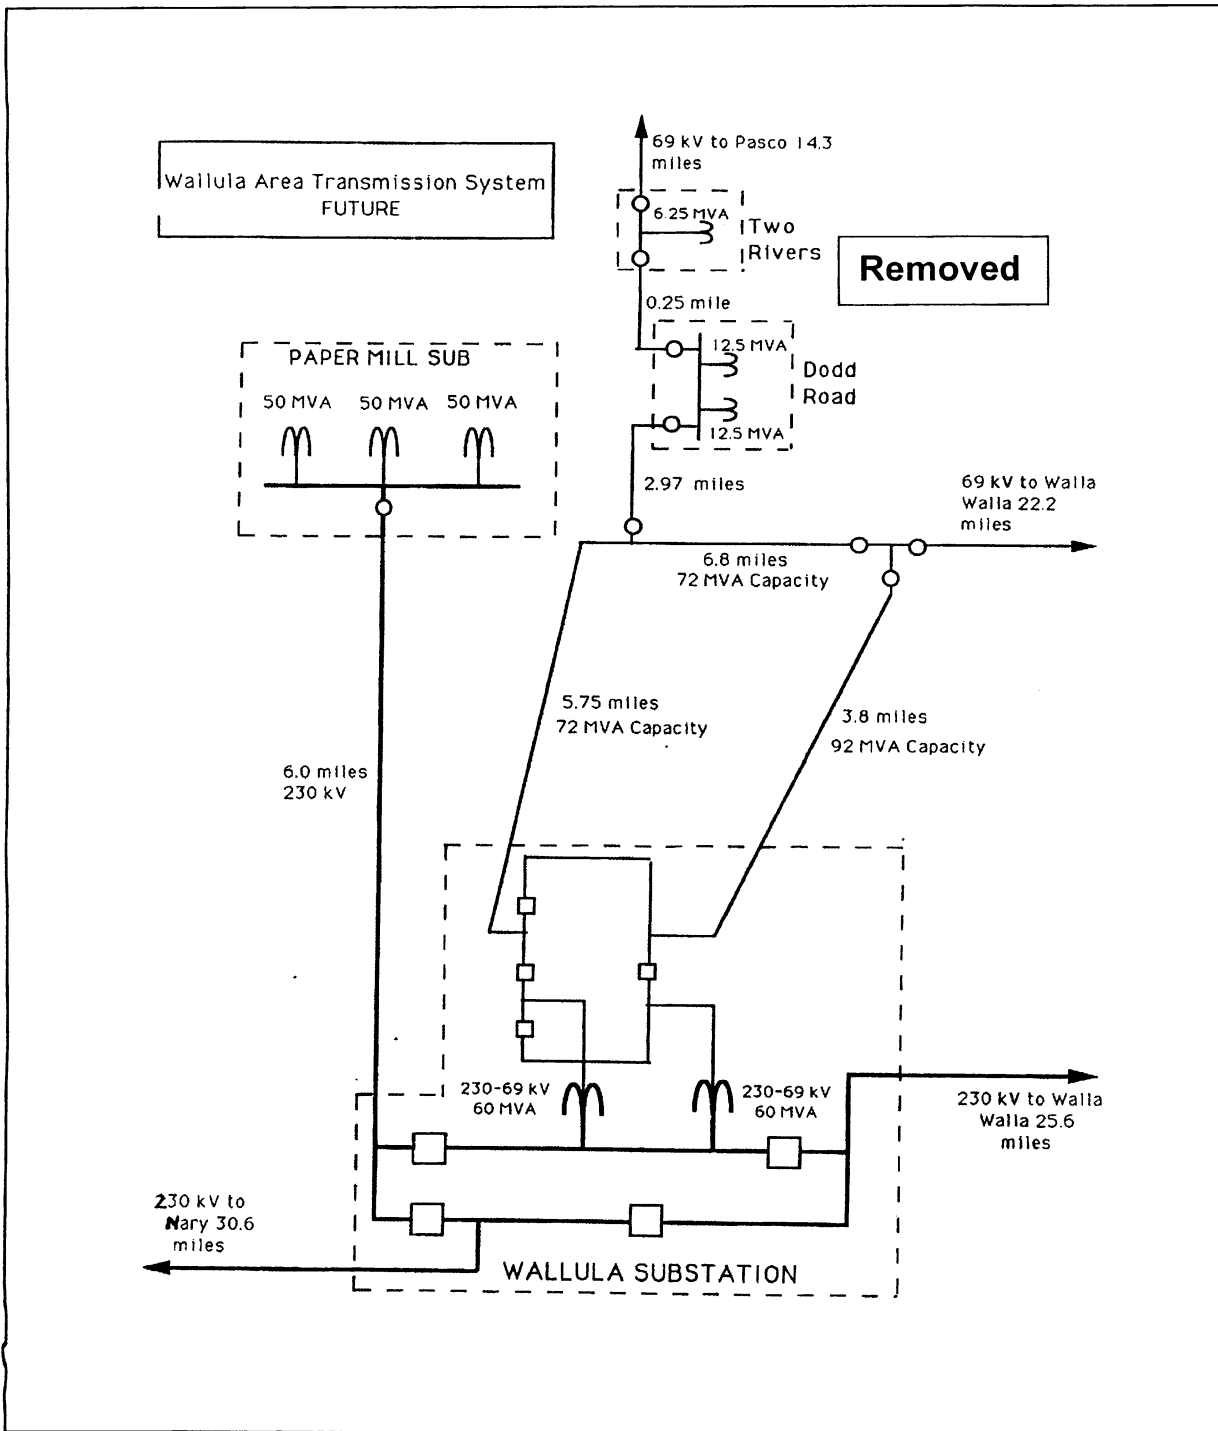 69 kV to Pasco 14.3
miles
Wallula Area Transmission System
FUTURE
6.25 MVA
Two
Rivers
Removed
0.25 mile
PAPER MILL SUB
12.5 MVA
Dodd
Road
50 MVA 50 MVA 50 MVA
12.5 MVA
2.97 miles
69 kV to Walla
Walla 22.2
miles
6.8 miles
72 MVA Capacity
5.75 miles
72 MVA Capacity
3.8 miles
92 MVA Capacity
6.0 miles
230 kV
230-69 kV
60 MVA
230-69 kV
60 MVA
230 kV to Walla
Walla 25.6
miles
230 kV to
Nary 30.6
miles
WALLULA SUBSTATION